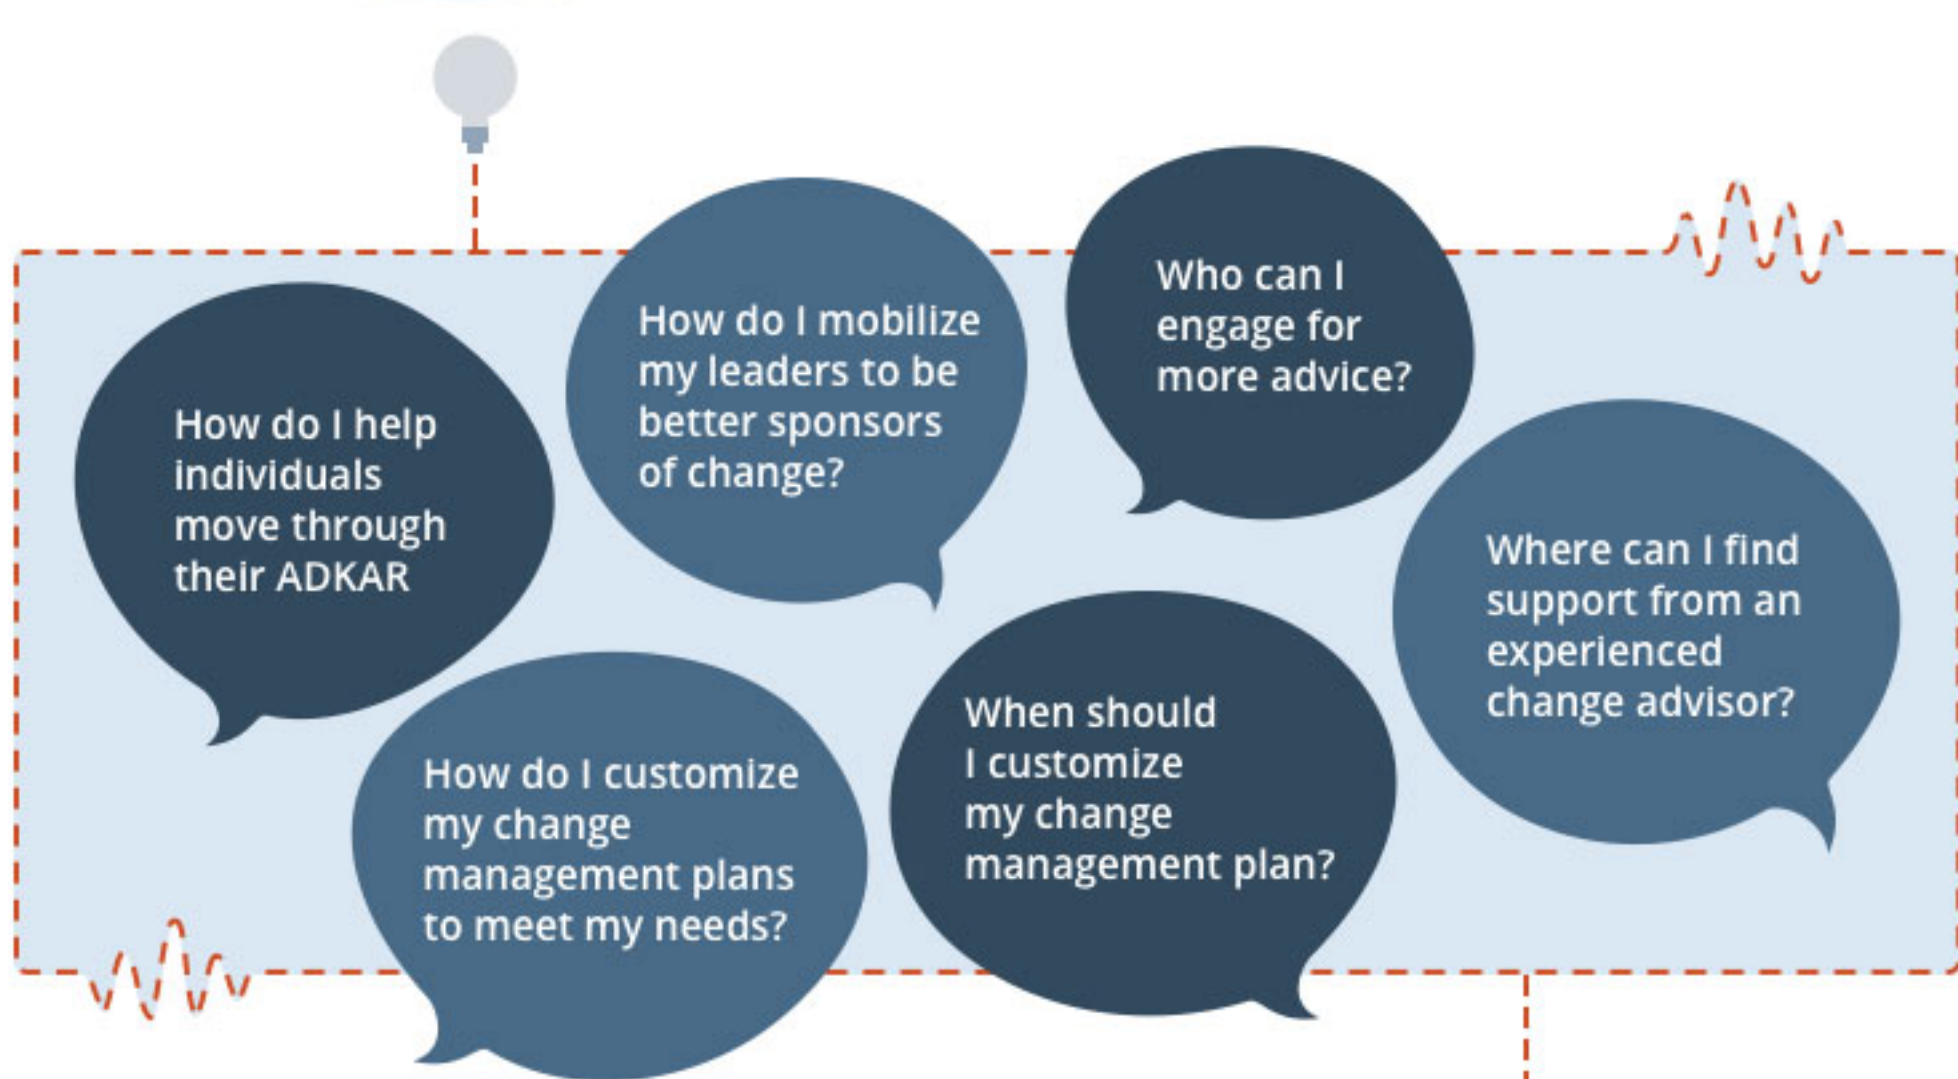 How do I help
individuals
move through
their ADKAR
How do I mobilize
my leaders to be
better sponsors
of change?
Who can I
engage for
more advice?
Where can I find
support from an
experienced
change advisor?
How do I customize
my change
management plans
to meet my needs?
When should
I customize
my change
management plan?